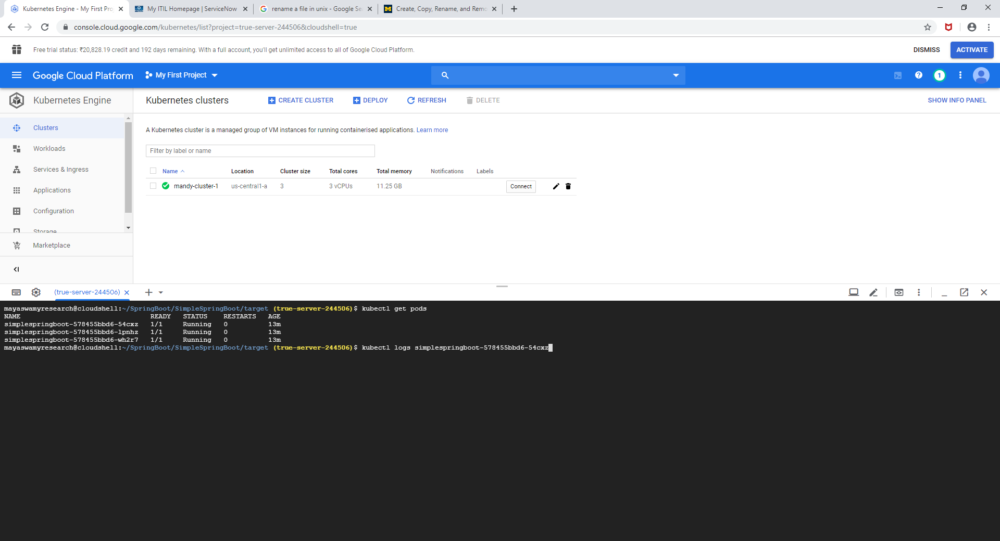 Kubernetes Engine - My First Pro
My ITIL Homepage | ServiceNow
rename a file in unix - Google Se
Create, Copy, Rename, and Remo
console.cloud.google.com/kubernetes/list?project=true-server-244506&cloudshell=true
Free trial status: ₹20,828.19 credit and 192 days remaining. With a full account, you'll get unlimited access to all of Google Cloud Platform.
DISMISS
ACTIVATE
Google Cloud Platform
My First Project
1
Kubernetes Engine
Kubernetes clusters
CREATE CLUSTER
DEPLOY
REFRESH
DELETE
SHOW INFO PANEL
Clusters
Workloads
Services & Ingress
Applications
Configuration
Storage
Marketplace
A Kubernetes cluster is a managed group of VM instances for running containerised applications. Learn more
Filter by label or name
Name Location Cluster size Total cores Total memory Notifications Labels
mandy-cluster-1 us-central1-a 3 3 vCPUs 11.25 GB Connect
(true-server-244506)
mayaswamyresearch@cloudshell:~/SpringBoot/SimpleSpringBoot/target (true-server-244506)$ kubectl get pods
NAME READY STATUS RESTARTS AGE
simplespringboot-578455bbd6-54cxz 1/1 Running 0 13m
simplespringboot-578455bbd6-lpnhz 1/1 Running 0 13m
simplespringboot-578455bbd6-wh2r7 1/1 Running 0 13m
mayaswamyresearch@cloudshell:~/SpringBoot/SimpleSpringBoot/target (true-server-244506)$ kubectl logs simplespringboot-578455bbd6-54cxz